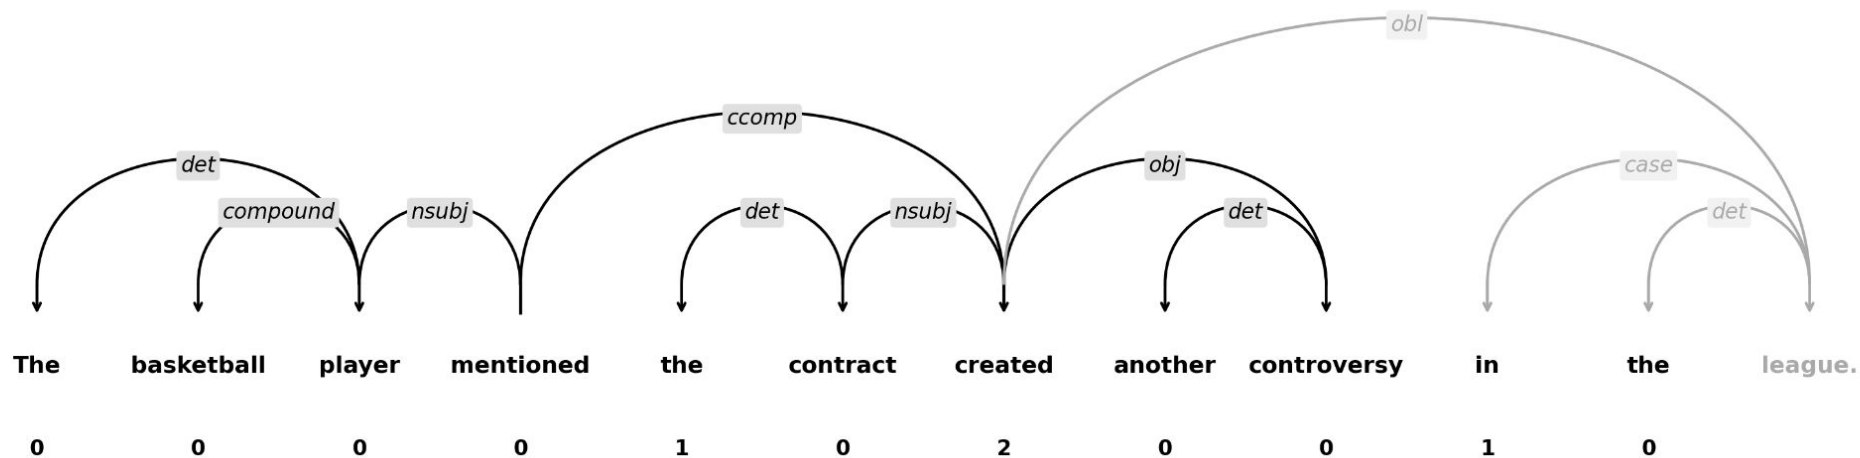 obl
ccomp
det obj case
compound nsubj det nsubj det det
The basketball player mentioned the contract created another controversy in the league.
0 0 0 0 1 0 2 0 0 1 0